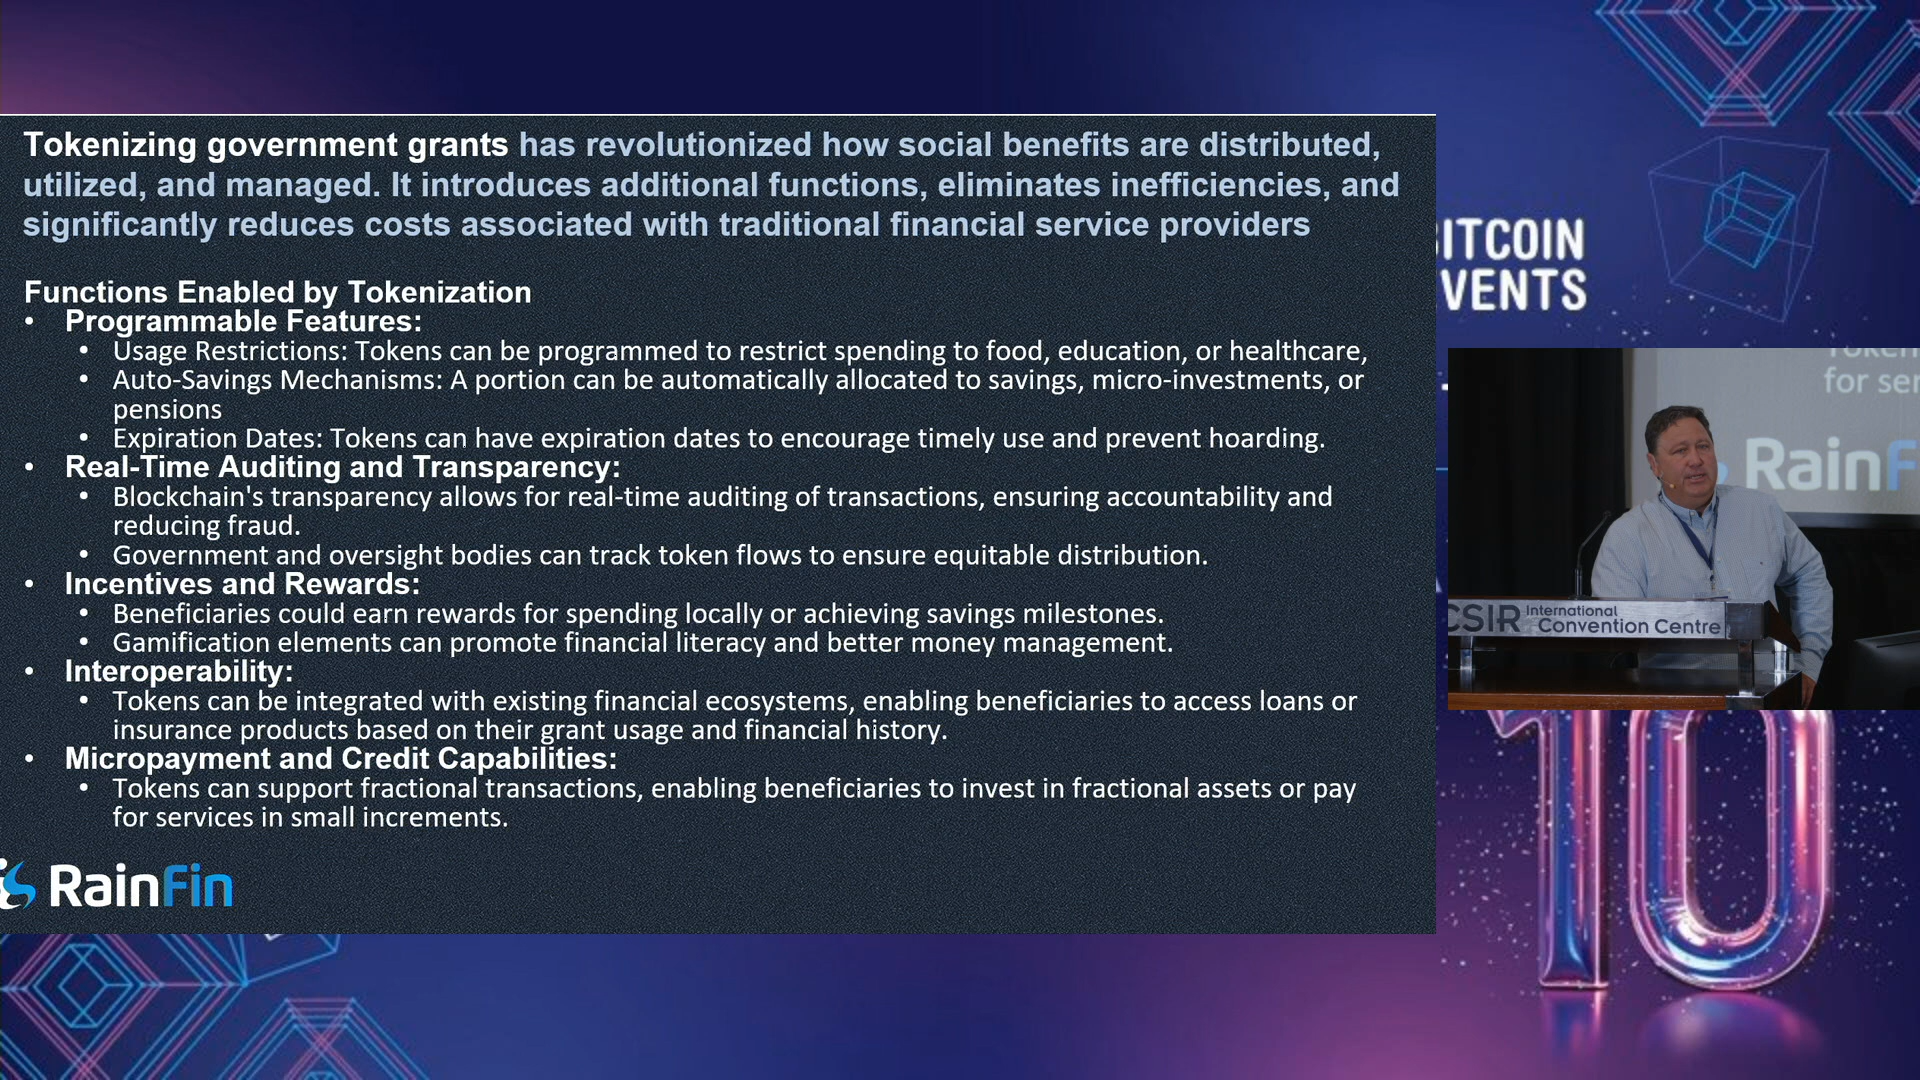 Tokenizing government grants has revolutionized how social benefits are distributed,
utilized, and managed. It introduces additional functions, eliminates inefficiencies, and
significantly reduces costs associated with traditional financial service providers
Functions Enabled by Tokenization
• Programmable Features:
• Usage Restrictions: Tokens can be programmed to restrict spending to food, education, or healthcare,
• Auto-Savings Mechanisms: A portion can be automatically allocated to savings, micro-investments, or
pensions
• Expiration Dates: Tokens can have expiration dates to encourage timely use and prevent hoarding.
• Real-Time Auditing and Transparency:
• Blockchain's transparency allows for real-time auditing of transactions, ensuring accountability and
reducing fraud.
• Government and oversight bodies can track token flows to ensure equitable distribution.
• Incentives and Rewards:
• Beneficiaries could earn rewards for spending locally or achieving savings milestones.
• Gamification elements can promote financial literacy and better money management.
• Interoperability:
• Tokens can be integrated with existing financial ecosystems, enabling beneficiaries to access loans or
insurance products based on their grant usage and financial history.
• Micropayment and Credit Capabilities:
• Tokens can support fractional transactions, enabling beneficiaries to invest in fractional assets or pay
for services in small increments.
RainFin
ITCOIN
VENTS
for ser
RainF
CSIR International
Convention Centre
10